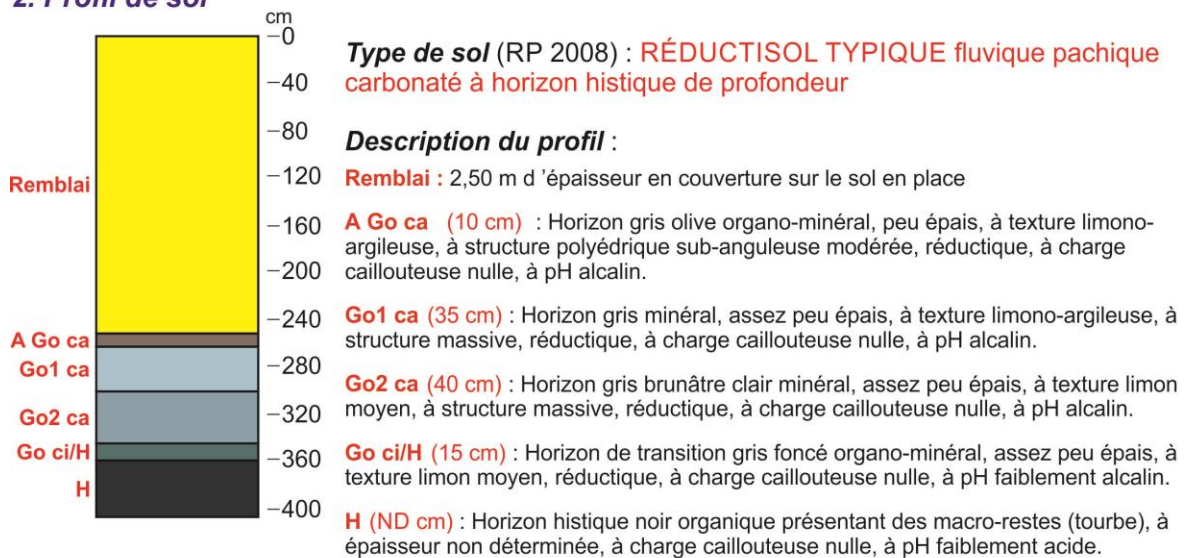 2. Profil de sol
cm
−0
−40
−80
−120
−160
−200
−240
−280
−320
−360
−400
Remblai
A Go ca
Go1 ca
Go2 ca
Go ci/H
H
Type de sol (RP 2008) : RÉDUCTISOL TYPIQUE fluvique pachique
carbonaté à horizon histique de profondeur
Description du profil :
Remblai : 2,50 m d ’épaisseur en couverture sur le sol en place
A Go ca (10 cm) : Horizon gris olive organo-minéral, peu épais, à texture limono-
argileuse, à structure polyédrique sub-anguleuse modérée, réductique, à charge
caillouteuse nulle, à pH alcalin.
Go1 ca (35 cm) : Horizon gris minéral, assez peu épais, à texture limono-argileuse, à
structure massive, réductique, à charge caillouteuse nulle, à pH alcalin.
Go2 ca (40 cm) : Horizon gris brunâtre clair minéral, assez peu épais, à texture limon
moyen, à structure massive, réductique, à charge caillouteuse nulle, à pH alcalin.
Go ci/H (15 cm) : Horizon de transition gris foncé organo-minéral, assez peu épais, à
texture limon moyen, réductique, à charge caillouteuse nulle, à pH faiblement alcalin.
H (ND cm) : Horizon histique noir organique présentant des macro-restes (tourbe), à
épaisseur non déterminée, à charge caillouteuse nulle, à pH faiblement acide.